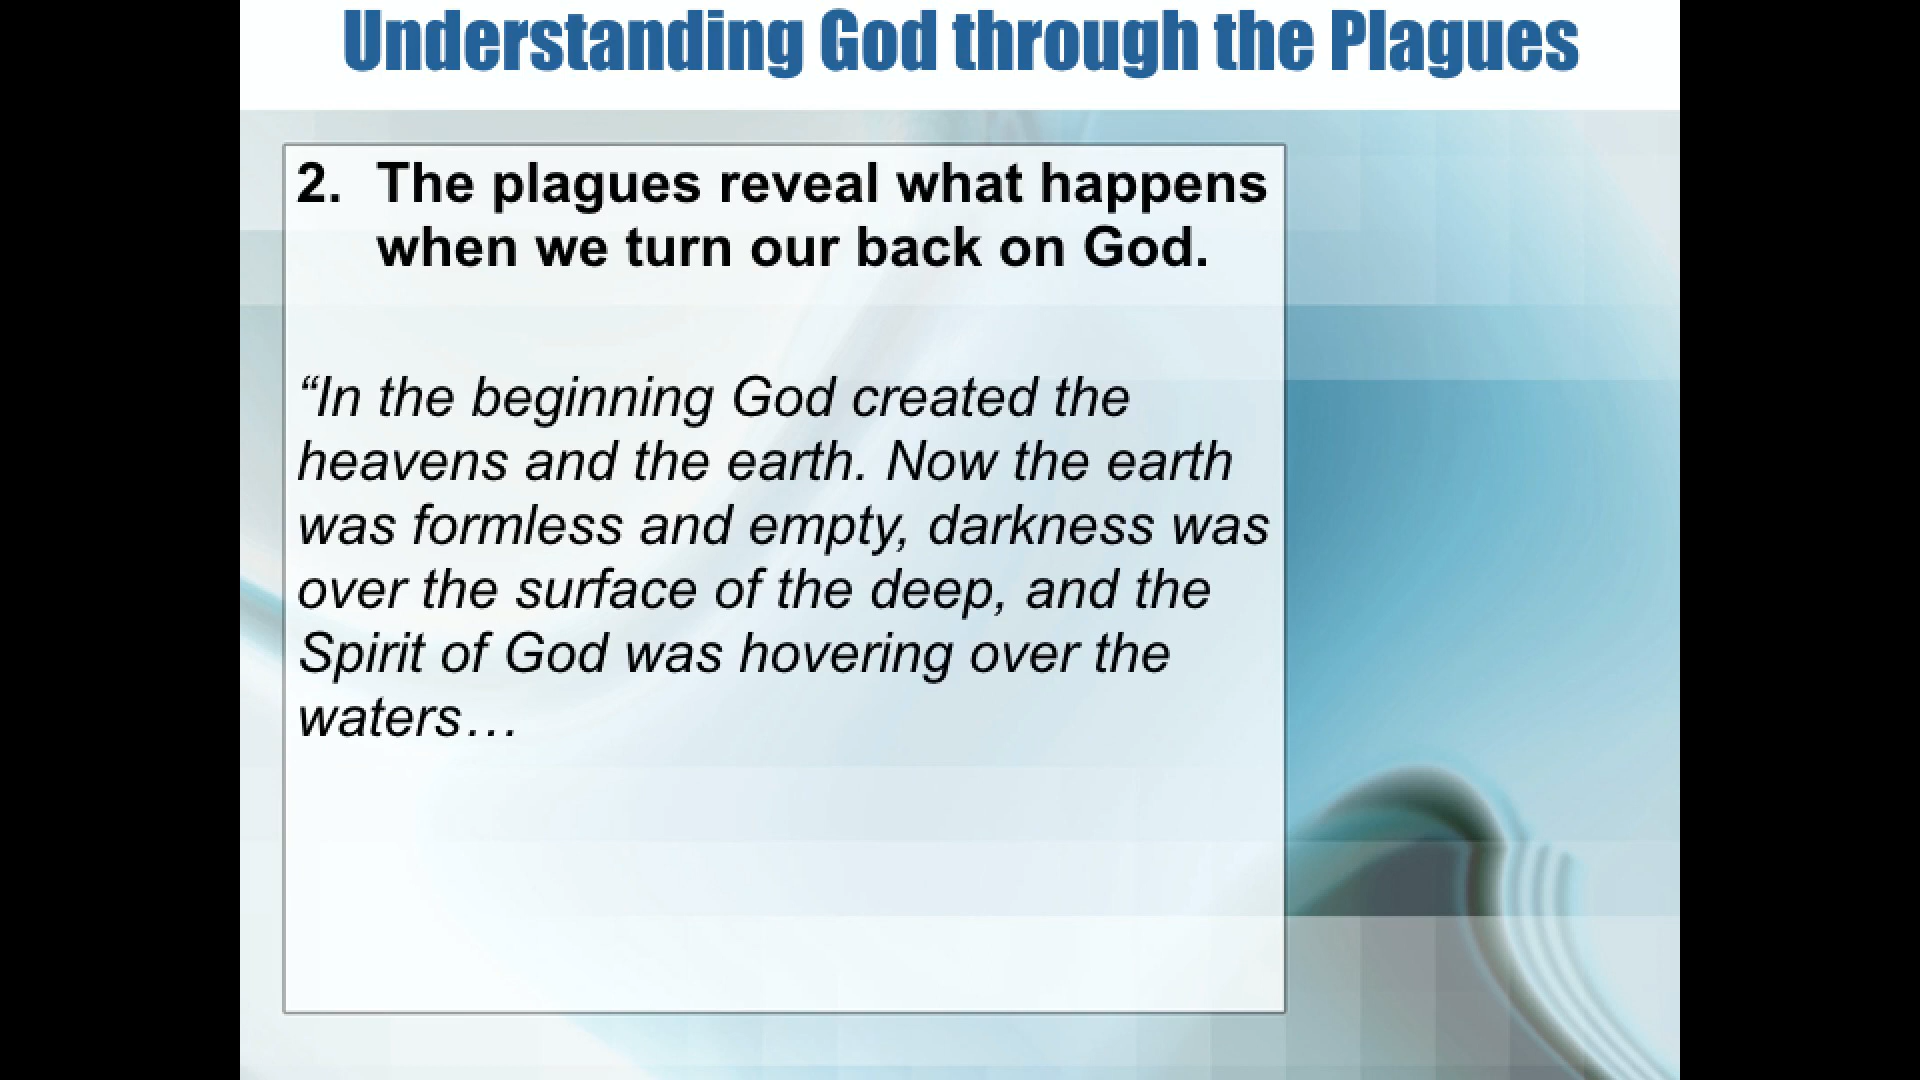 Understanding God through the Plagues
2. The plagues reveal what happens
when we turn our back on God.
“In the beginning God created the
heavens and the earth. Now the earth
was formless and empty, darkness was
over the surface of the deep, and the
Spirit of God was hovering over the
waters…